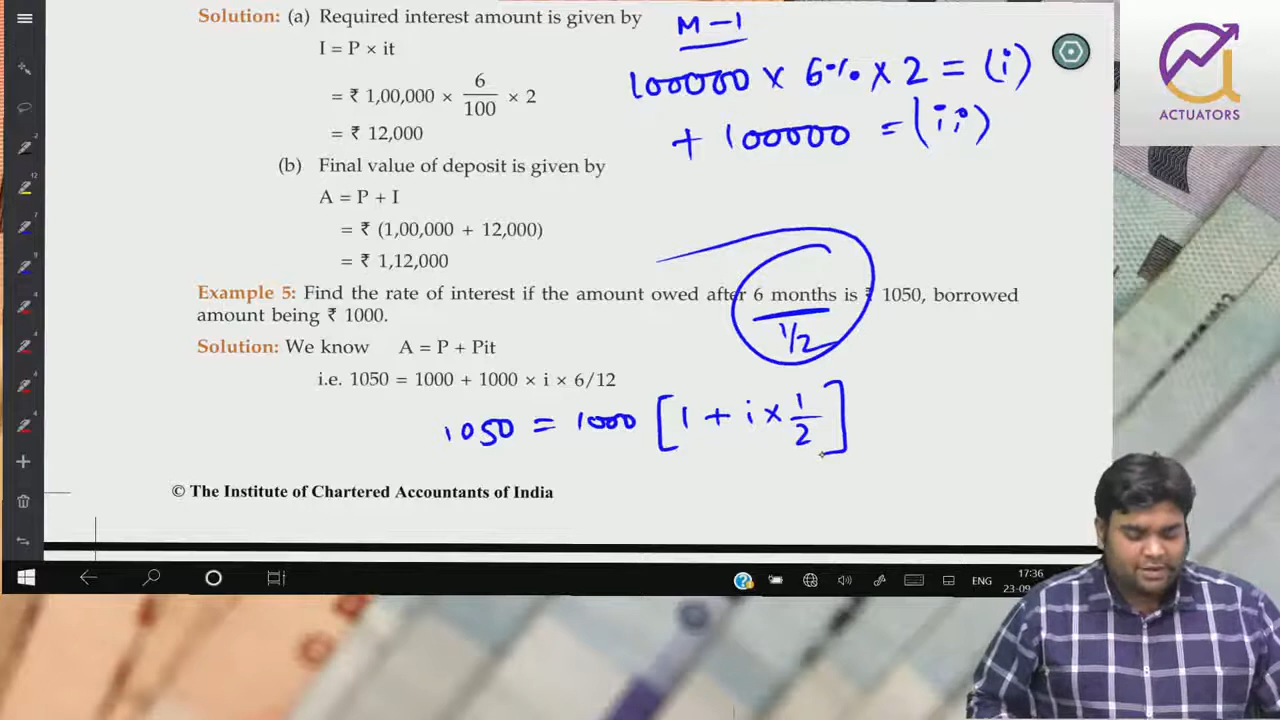 Solution: (a) Required interest amount is given by
I = P × it
= ₹ 1,00,000 × 6/100 × 2
= ₹ 12,000
(b) Final value of deposit is given by
A = P + I
= ₹ (1,00,000 + 12,000)
= ₹ 1,12,000
M-1
100000 × 6% × 2 = (i)
+ 100000 = (ii)
ACTUATORS
Example 5: Find the rate of interest if the amount owed after 6 months is ₹ 1050, borrowed
amount being ₹ 1000.
1/2
Solution: We know A = P + Pit
i.e. 1050 = 1000 + 1000 × i × 6/12
1050 = 1000 [1 + i × 1/2]
© The Institute of Chartered Accountants of India
ENG
17:36
23-09